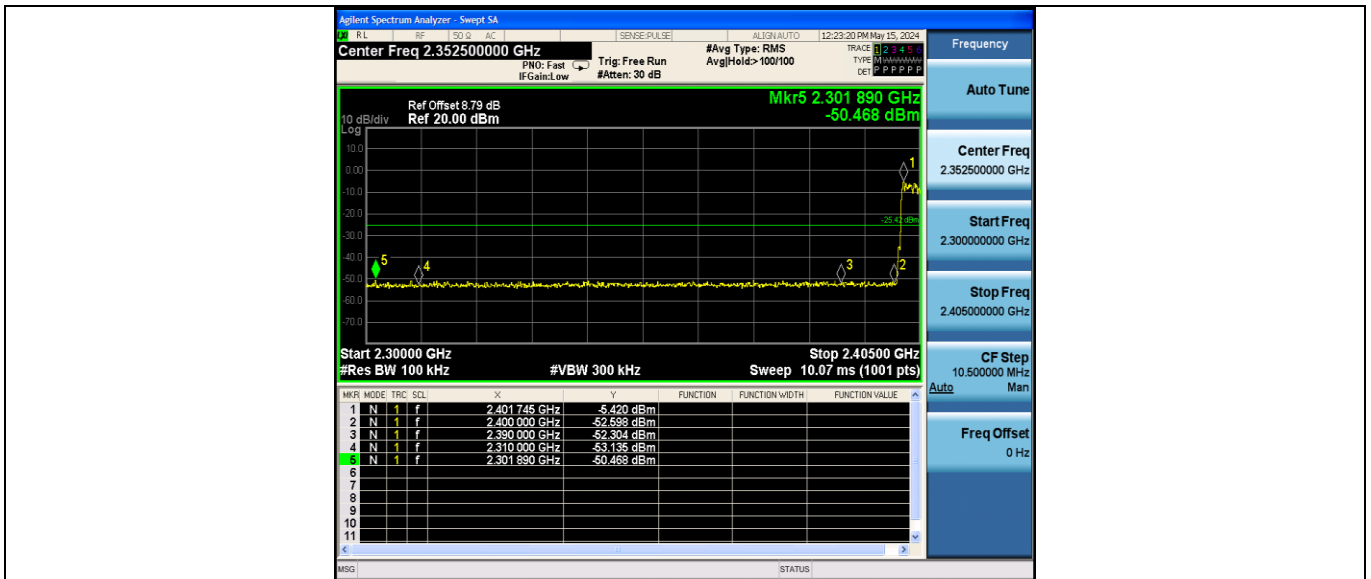 Agilent Spectrum Analyzer - Swept SA
RL RF 50 Ω AC SENSE:PULSE ALIGN AUTO 12:23:20 PM May 15, 2024
Center Freq 2.352500000 GHz
PNO: Fast
IFGain:Low
Trig: Free Run
#Atten: 30 dB
#Avg Type: RMS
Avg|Hold:> 100/100
TRACE 1 2 3 4 5 6
TYPE M
DET P P P P P P
Mkr5 2.301 890 GHz
-50.468 dBm
Ref Offset 8.79 dB
10 dB/div Ref 20.00 dBm
Log
10.0
0.00
-10.0
-20.0
-30.0
-40.0
-50.0
-60.0
-70.0
1
-25.42 dBm
5
4
3
2
Start 2.30000 GHz Stop 2.40500 GHz
#Res BW 100 kHz #VBW 300 kHz Sweep 10.07 ms (1001 pts)
MKR MODE TRC SCL X Y FUNCTION FUNCTION WIDTH FUNCTION VALUE
1 N 1 f 2.401 745 GHz -5.420 dBm
2 N 1 f 2.400 000 GHz -52.598 dBm
3 N 1 f 2.390 000 GHz -52.304 dBm
4 N 1 f 2.310 000 GHz -53.135 dBm
5 N 1 f 2.301 890 GHz -50.468 dBm
6
7
8
9
10
11
MSG STATUS
Frequency
Auto Tune
Center Freq
2.352500000 GHz
Start Freq
2.300000000 GHz
Stop Freq
2.405000000 GHz
CF Step
10.500000 MHz
Auto Man
Freq Offset
0 Hz